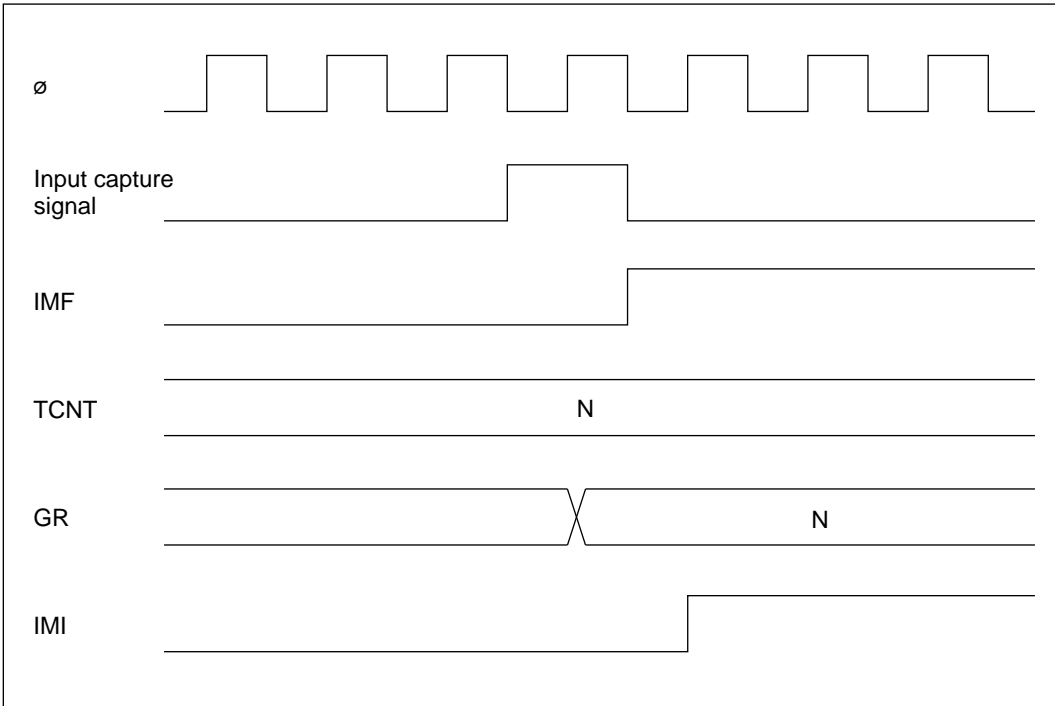 ø
Input capture
signal
IMF
TCNT
N
GR
N
IMI